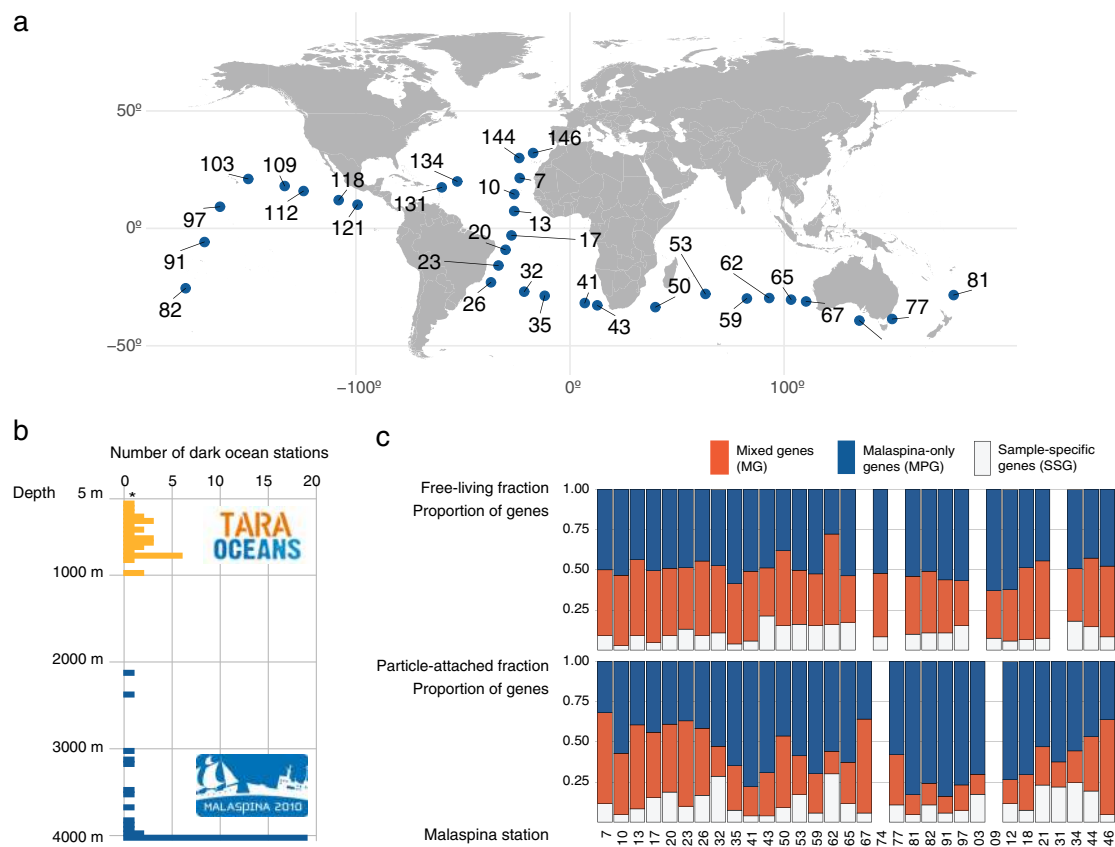 a
50º
0º
−50º
−100º
0º
100º
144
146
103
109
134
118
7
10
112
131
97
121
13
20
17
53
91
23
62
65
32
41
50
81
82
26
35
43
59
67
77
b
Number of dark ocean stations
0 5 10 15 20
*
Depth
5 m
1000 m
2000 m
3000 m
4000 m
TARA
OCEANS
MALASPINA 2010
c
Mixed genes
(MG)
Malaspina-only
genes (MPG)
Sample-specific
genes (SSG)
Free-living fraction
Proportion of genes
1.00
0.75
0.50
0.25
Particle-attached fraction
Proportion of genes
1.00
0.75
0.50
0.25
Malaspina station
7 10 13 17 20 23 26 32 35 41 43 50 53 59 62 65 67 74 77 81 82 91 97 03 09 12 18 21 31 34 44 46